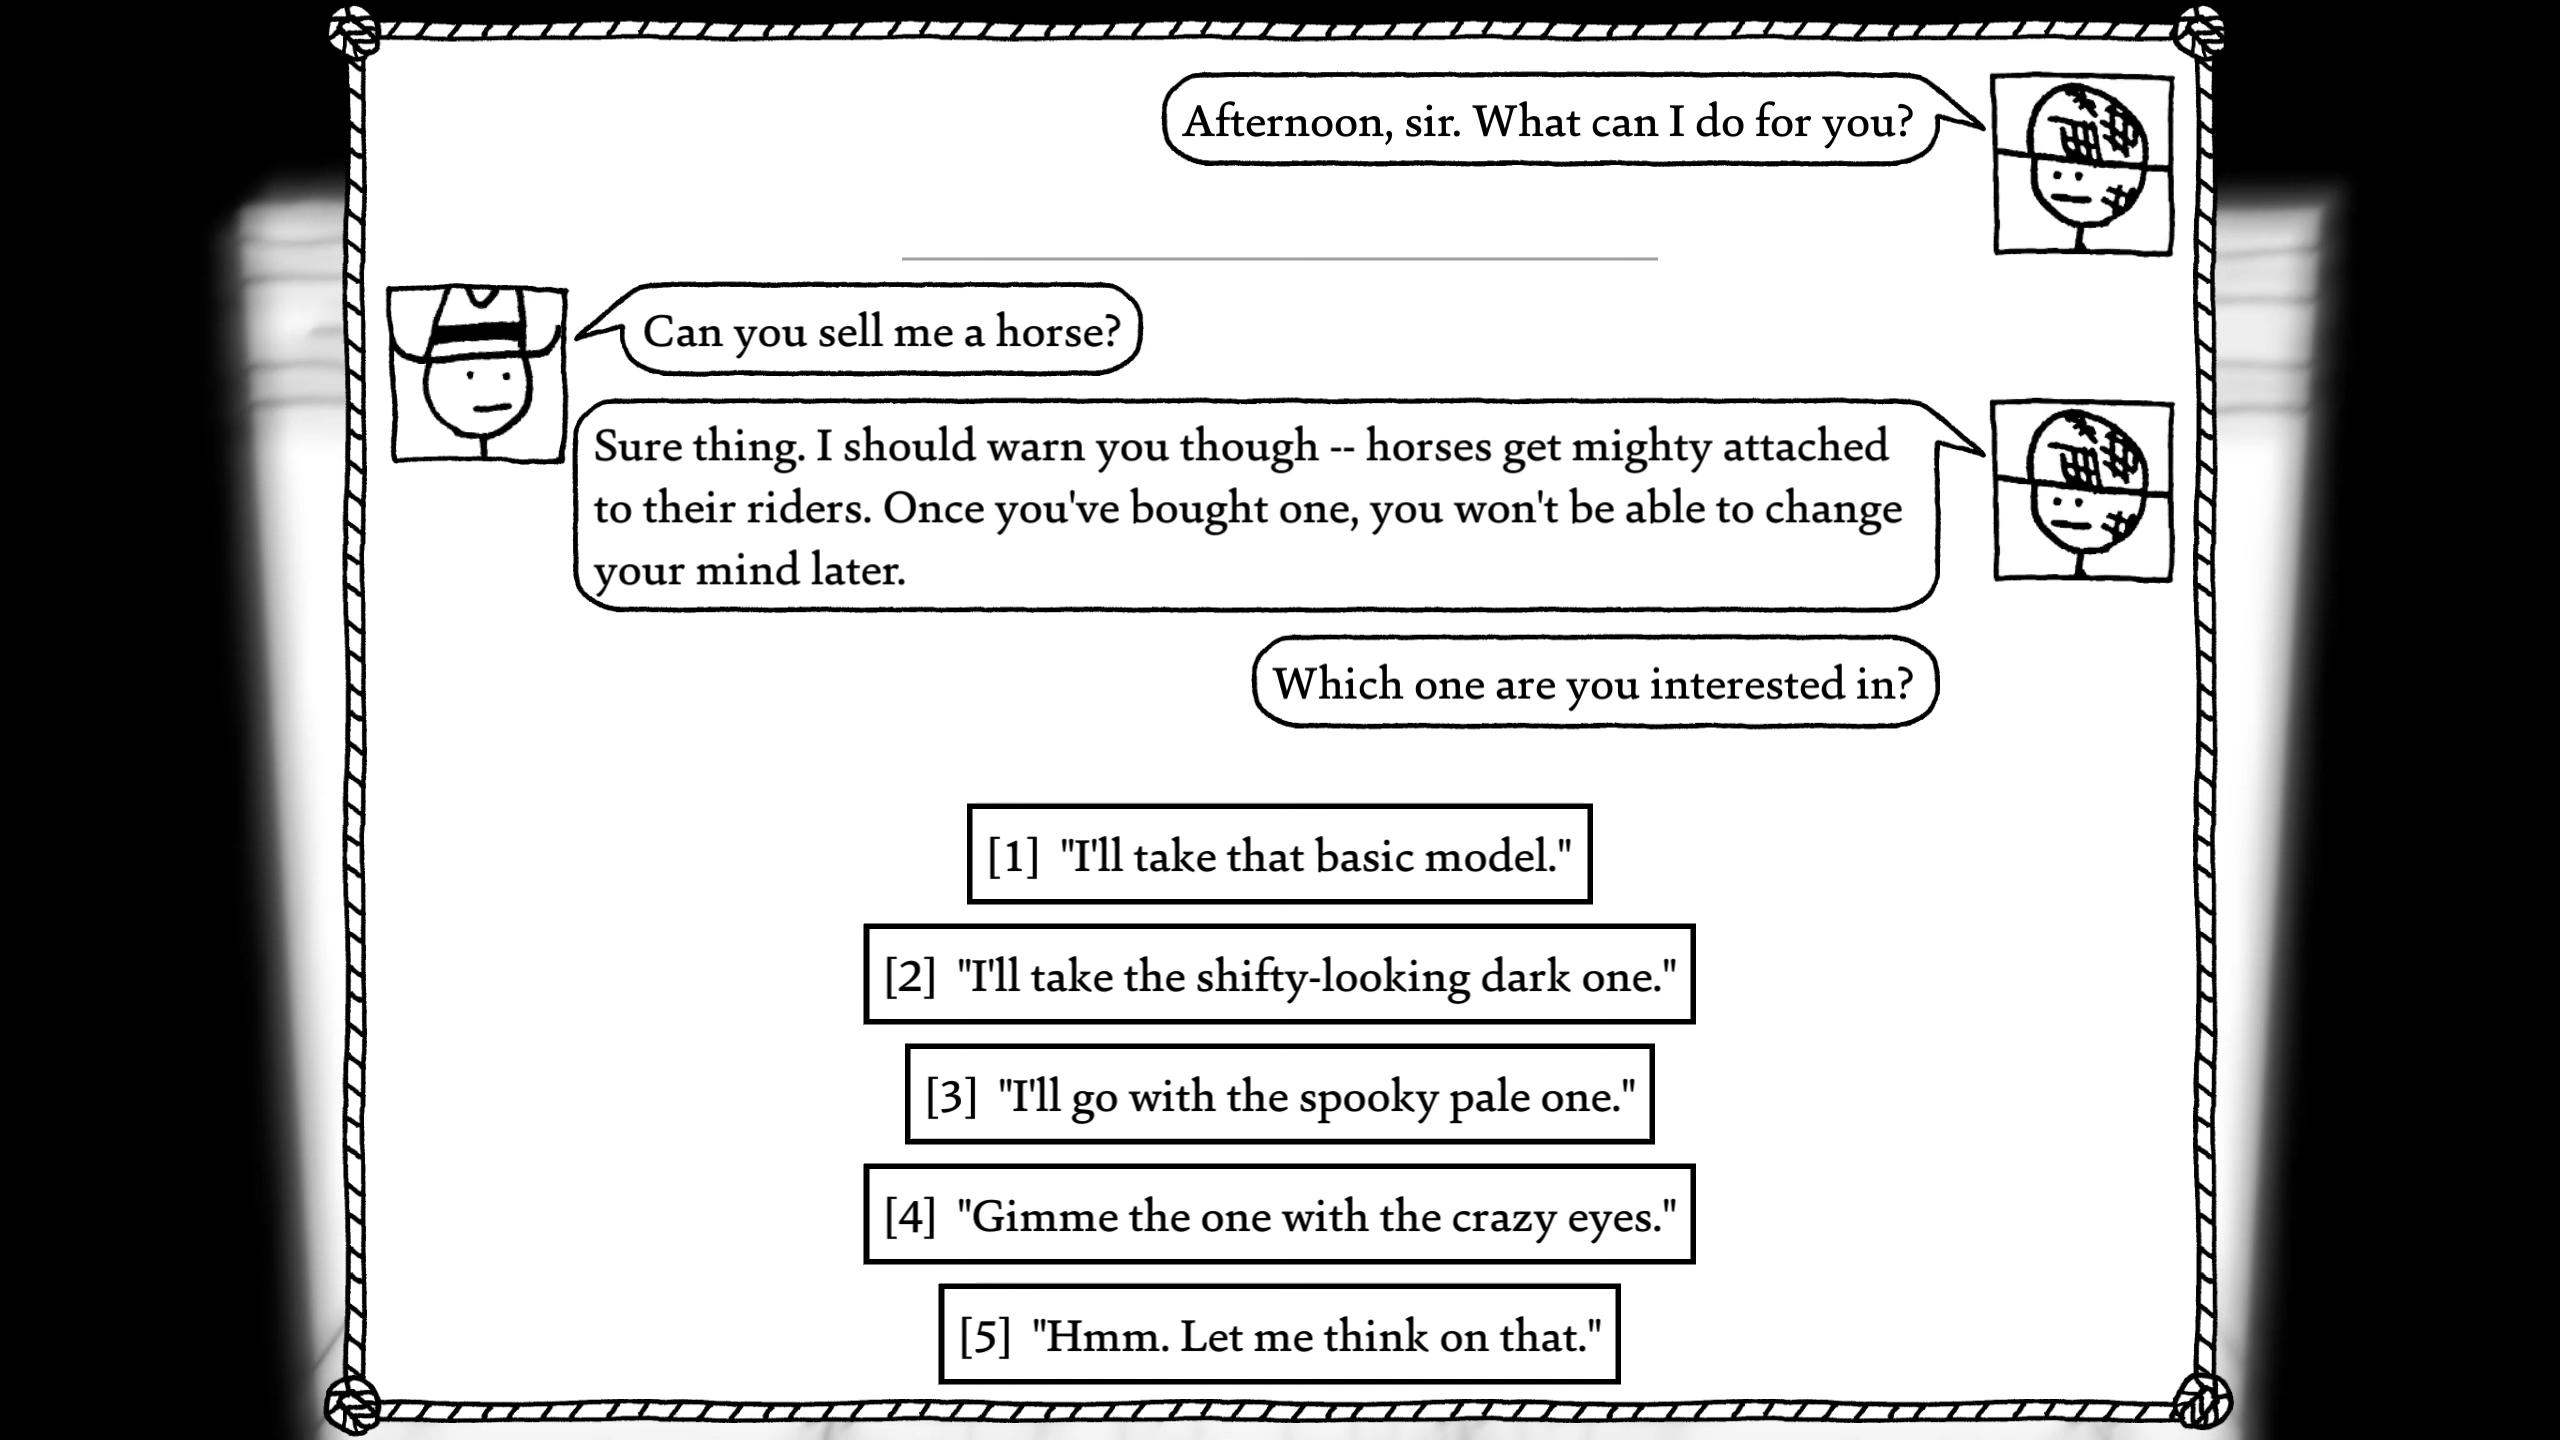 Afternoon, sir. What can I do for you?
Can you sell me a horse?
Sure thing. I should warn you though -- horses get mighty attached
to their riders. Once you've bought one, you won't be able to change
your mind later.
Which one are you interested in?
[1] "I'll take that basic model."
[2] "I'll take the shifty-looking dark one."
[3] "I'll go with the spooky pale one."
[4] "Gimme the one with the crazy eyes."
[5] "Hmm. Let me think on that."